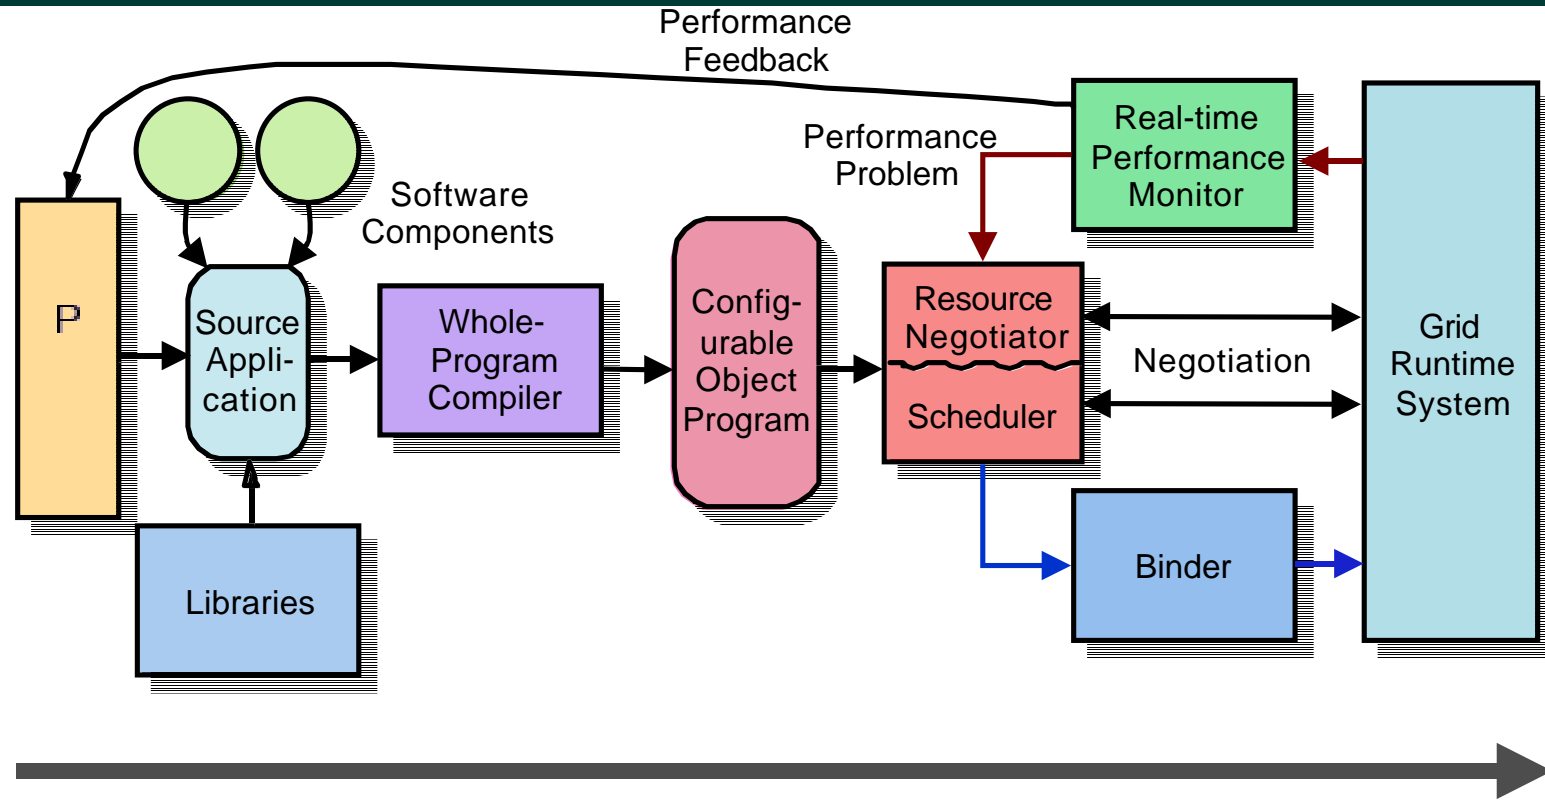 Performance
Feedback
Real-time
Performance
Monitor
Performance
Problem
Software
Components
P
Source
Appli-
cation
Whole-
Program
Compiler
Config-
urable
Object
Program
Resource
Negotiator
Scheduler
Negotiation
Grid
Runtime
System
Binder
Libraries